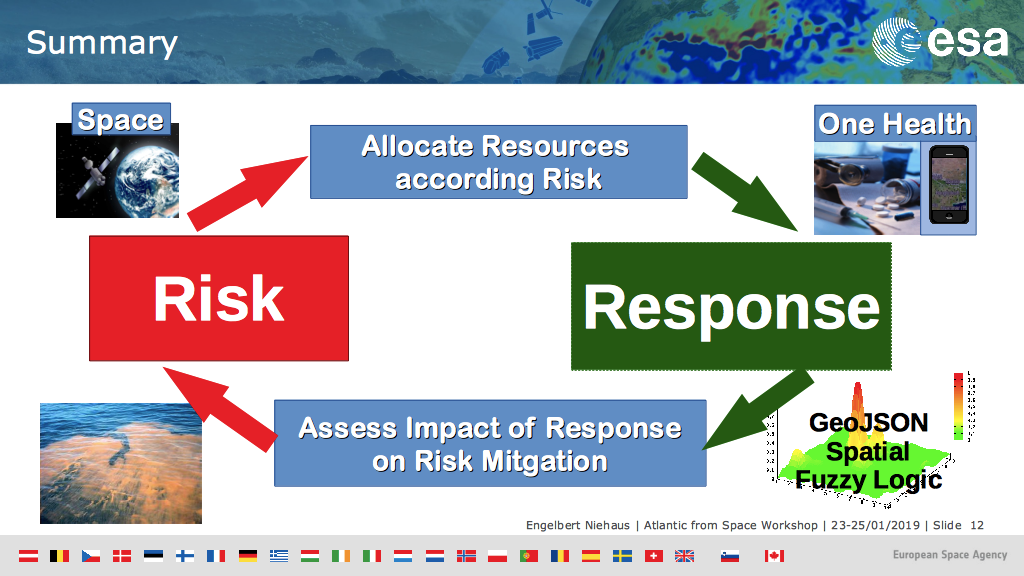 Summary
esa
Space
One Health
Allocate Resources
according Risk
Risk
Response
Assess Impact of Response
on Risk Mitgation
GeoJSON
Spatial
Fuzzy Logic
Engelbert Niehaus | Atlantic from Space Workshop | 23-25/01/2019 | Slide 12
European Space Agency